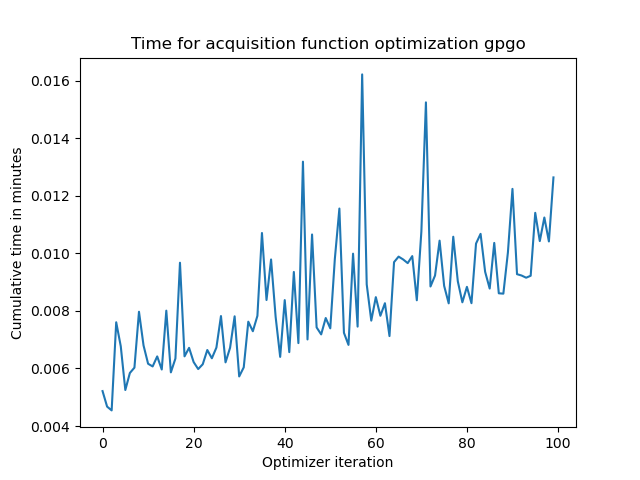 Time for acquisition function optimization gpgo
0.016
0.014
0.012
0.010
0.008
0.006
0.004
Cumulative time in minutes
0 20 40 60 80 100
Optimizer iteration